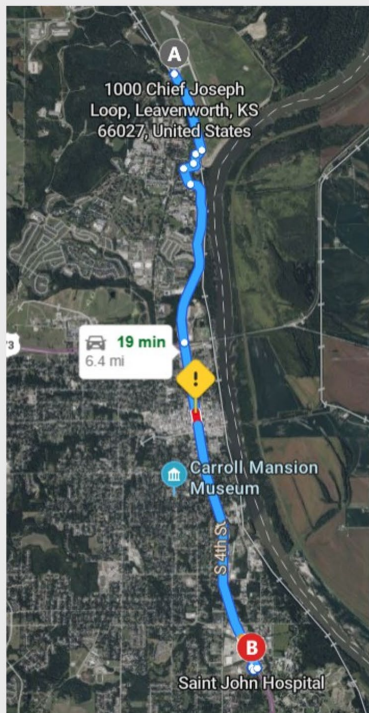 A
1000 Chief Joseph
Loop, Leavenworth, KS
66027, United States
19 min
6.4 mi
73
!
Carroll Mansion
Museum
S 4th St
B
Saint John Hospital